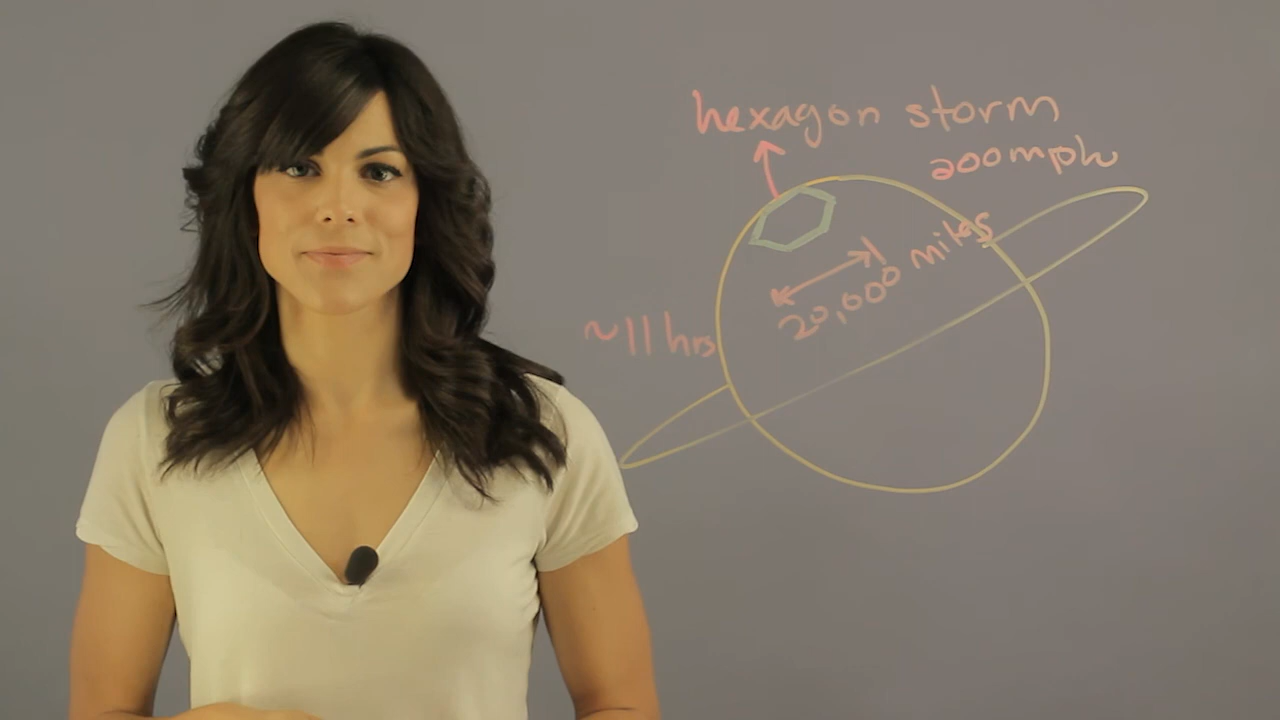 hexagon storm
200mph
20,000 miles
~11 hrs